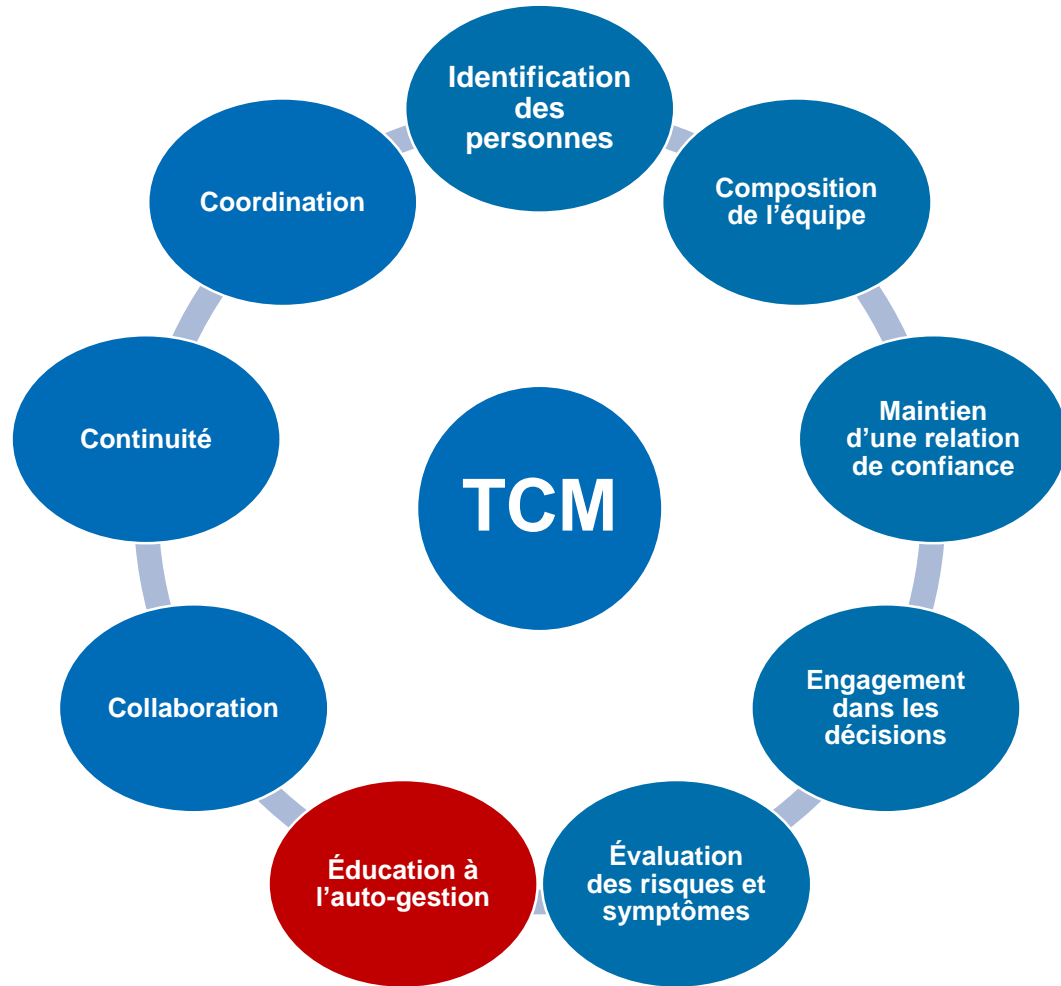 Identification
des
personnes
Composition
de l’équipe
Maintien
d’une relation
de confiance
Engagement
dans les
décisions
Évaluation
des risques et
symptômes
Éducation à
l’auto-gestion
Collaboration
Continuité
Coordination
TCM